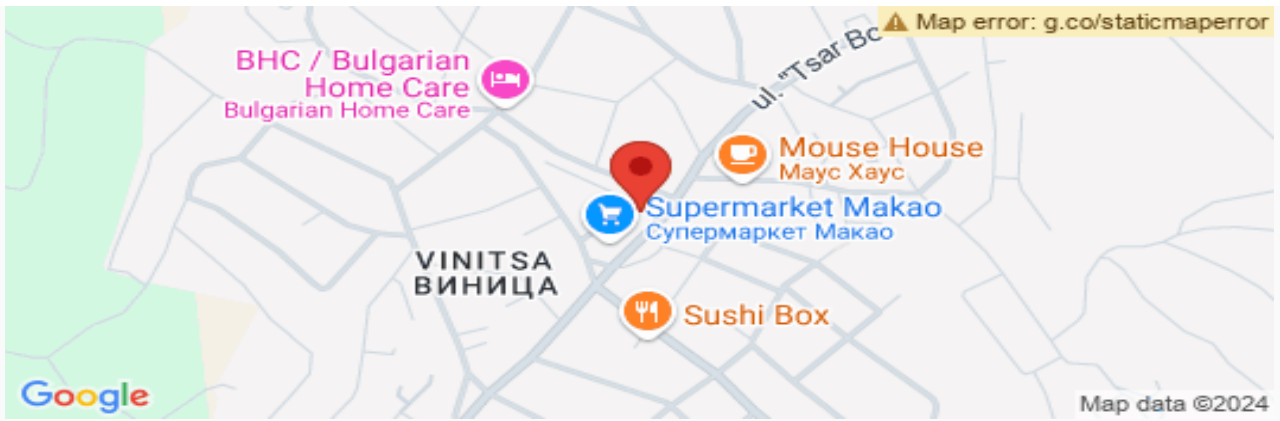 Map error: g.co/staticmaperror
ul. "Tsar Bo
BHC / Bulgarian
Home Care
Bulgarian Home Care
Mouse House
Маус Хаус
Supermarket Makao
Супермаркет Макао
VINITSA
ВИНИЦА
Sushi Box
Google
Map data ©2024